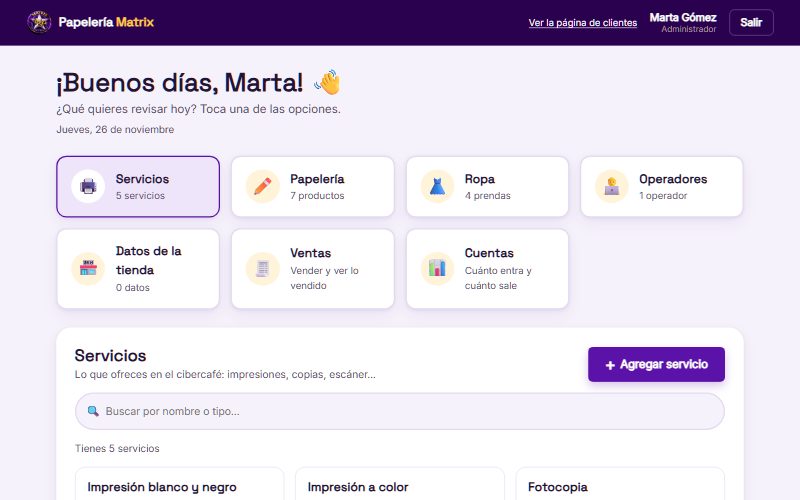 Papelería Matrix
Ver la página de clientes
Marta Gómez
Administrador
Salir
¡Buenos días, Marta!
¿Qué quieres revisar hoy? Toca una de las opciones.
Jueves, 26 de noviembre
Servicios
5 servicios
Papelería
7 productos
Ropa
4 prendas
Operadores
1 operador
Datos de la
tienda
0 datos
Ventas
Vender y ver lo
vendido
Cuentas
Cuánto entra y
cuánto sale
Servicios
Lo que ofreces en el cibercafé: impresiones, copias, escáner...
+ Agregar servicio
Buscar por nombre o tipo...
Tienes 5 servicios
Impresión blanco y negro
Impresión a color
Fotocopia